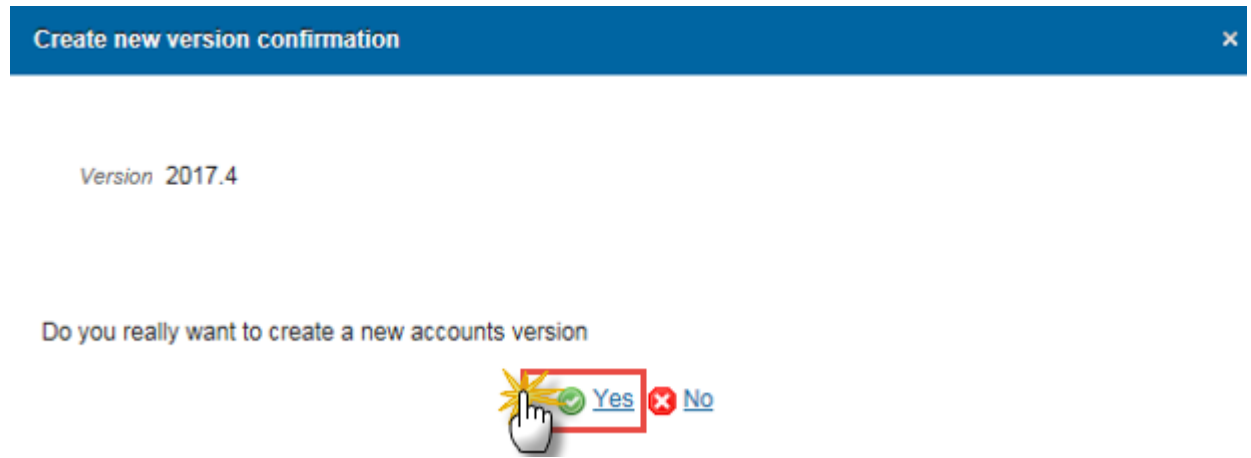 Create new version confirmation ×
Version 2017.4
Do you really want to create a new accounts version
Yes No